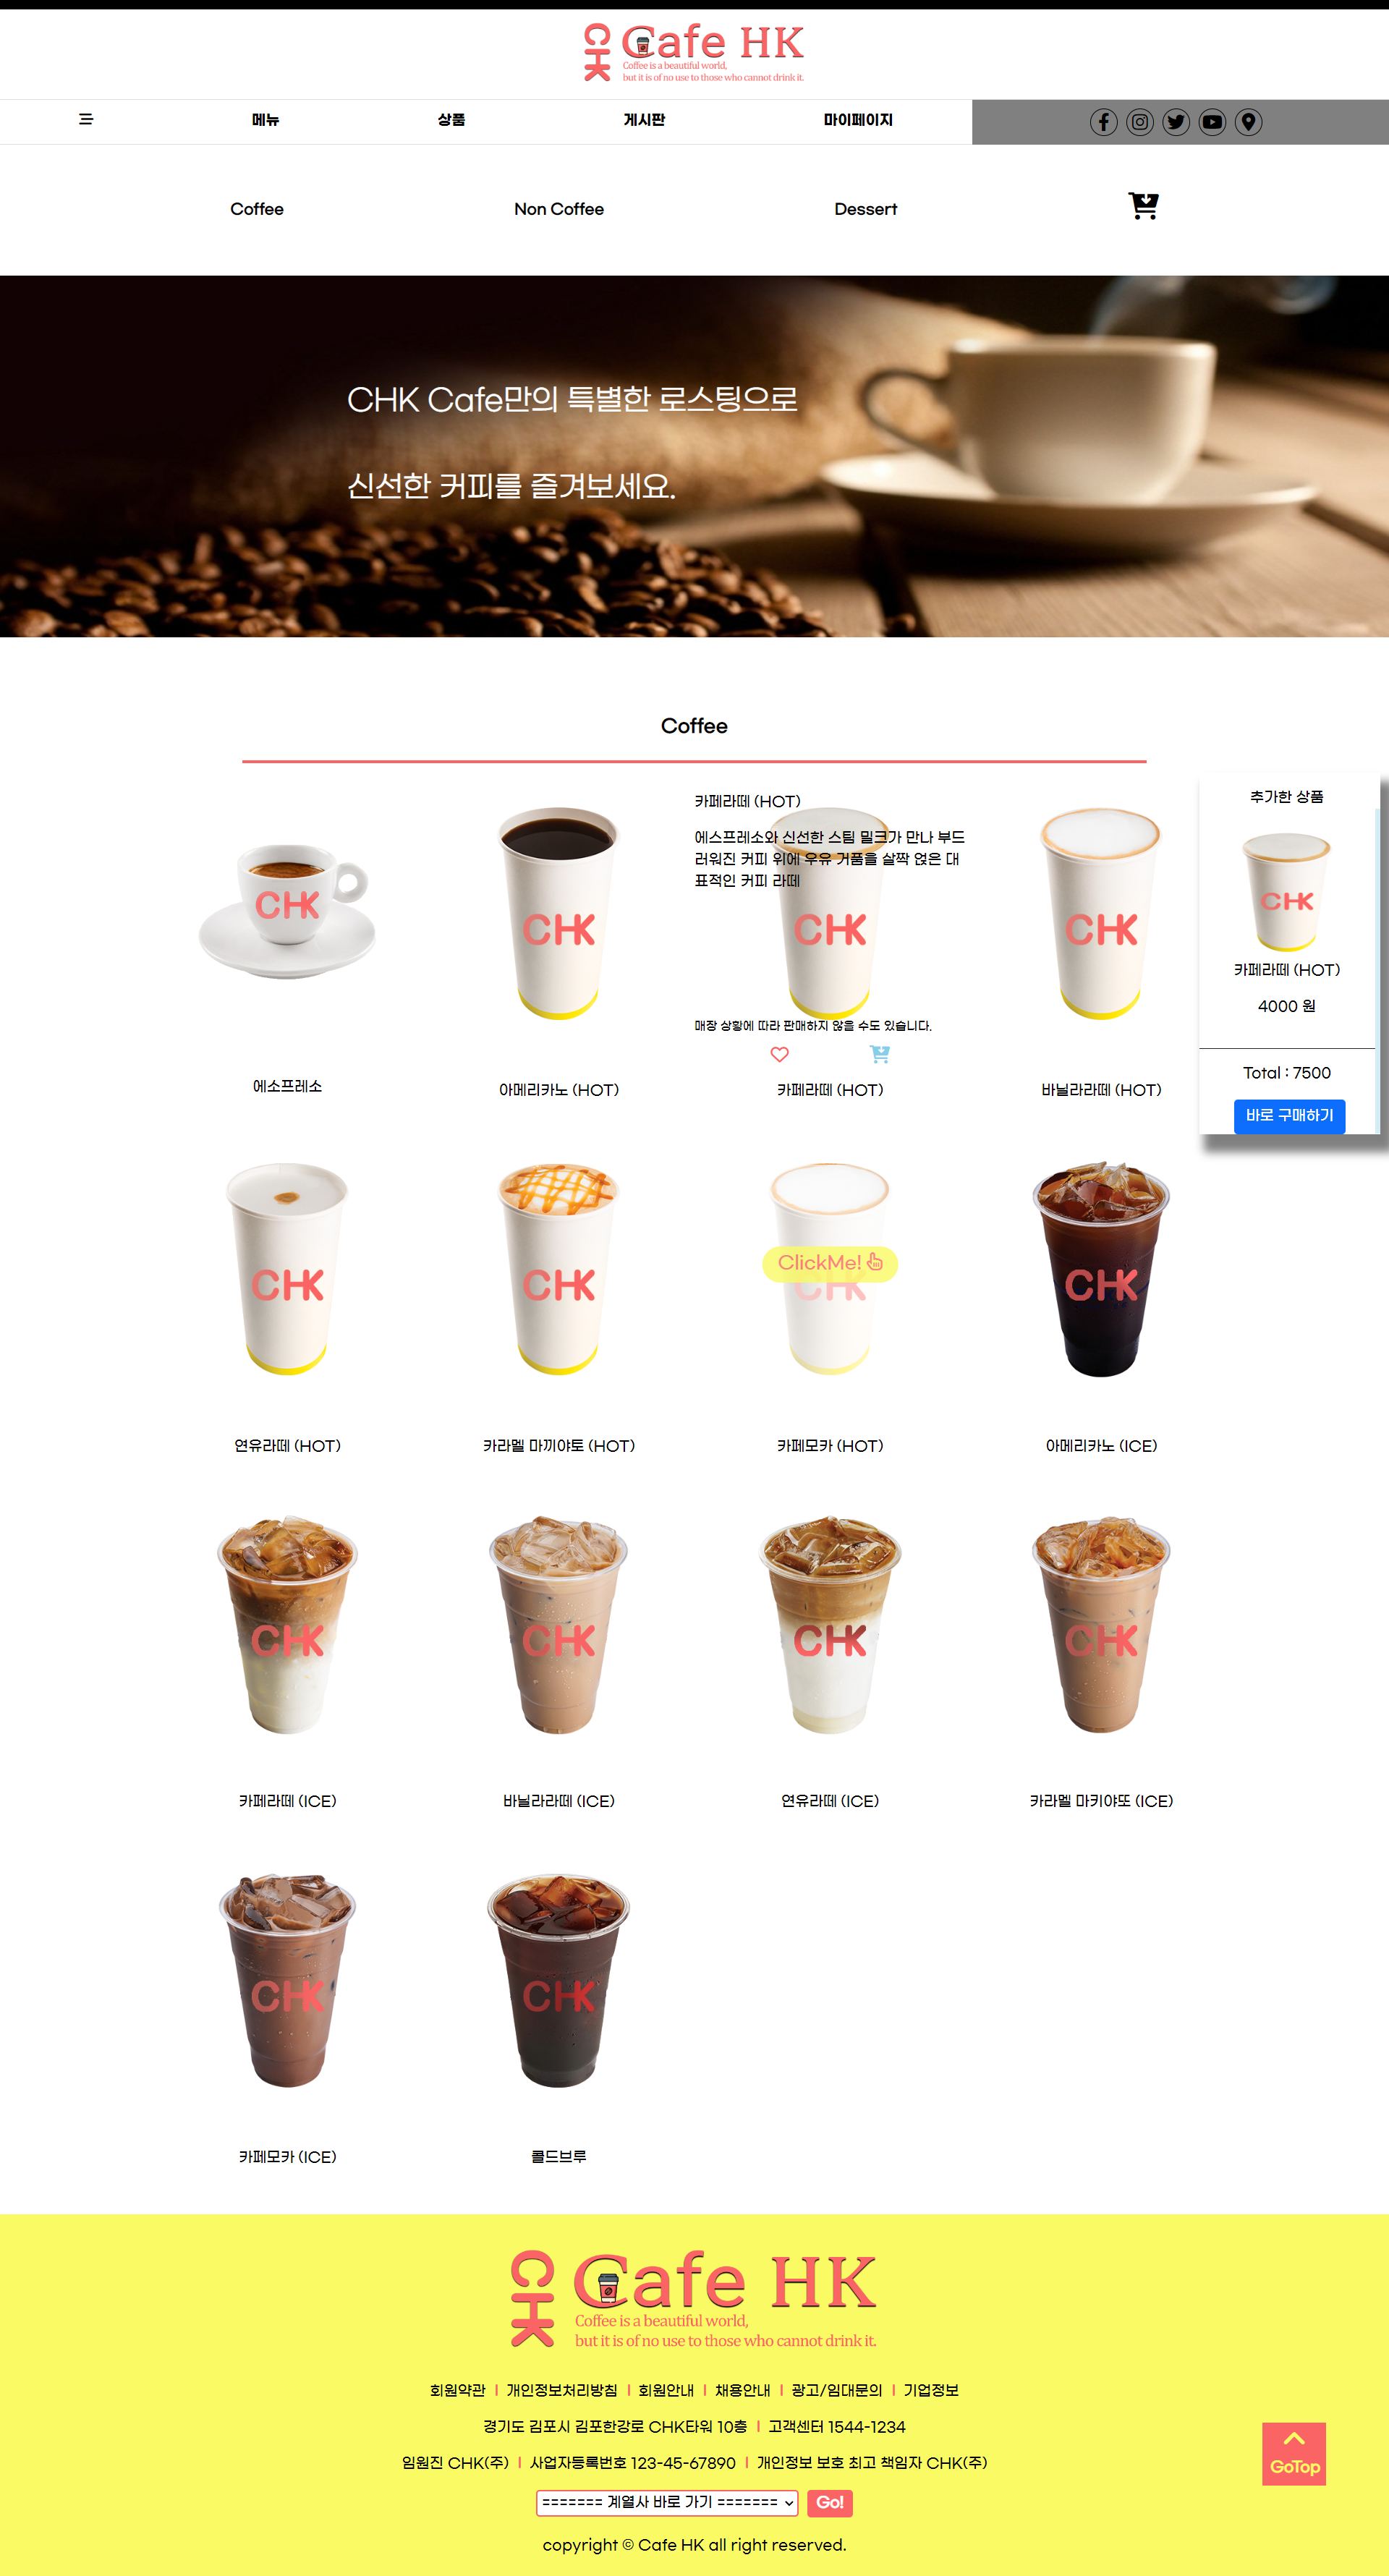 CHK Cafe HK
Coffee is a beautiful world,
but it is of no use to those who cannot drink it.
메뉴 상품 게시판 마이페이지
Coffee Non Coffee Dessert
CHK Cafe만의 특별한 로스팅으로
신선한 커피를 즐겨보세요.
Coffee
CHK
에소프레소
CHK
아메리카노 (HOT)
카페라떼 (HOT)
에스프레소와 신선한 스팀 밀크가 만나 부드
러워진 커피 위에 우유 거품을 살짝 얹은 대
표적인 커피 라떼
CHK
매장 상황에 따라 판매하지 않을 수도 있습니다.
카페라떼 (HOT)
CHK
바닐라라떼 (HOT)
추가한 상품
CHK
카페라떼 (HOT)
4000 원
Total : 7500
바로 구매하기
CHK
연유라떼 (HOT)
CHK
카라멜 마끼야토 (HOT)
ClickMe!
CHK
카페모카 (HOT)
CHK
아메리카노 (ICE)
CHK
카페라떼 (ICE)
CHK
바닐라라떼 (ICE)
CHK
연유라떼 (ICE)
CHK
카라멜 마키야또 (ICE)
CHK
카페모카 (ICE)
CHK
콜드브루
CHK Cafe HK
Coffee is a beautiful world,
but it is of no use to those who cannot drink it.
회원약관 | 개인정보처리방침 | 회원안내 | 채용안내 | 광고/임대문의 | 기업정보
경기도 김포시 김포한강로 CHK타워 10층 | 고객센터 1544-1234
임원진 CHK(주) | 사업자등록번호 123-45-67890 | 개인정보 보호 최고 책임자 CHK(주)
======= 계열사 바로 가기 ======= Go!
GoTop
copyright © Cafe HK all right reserved.